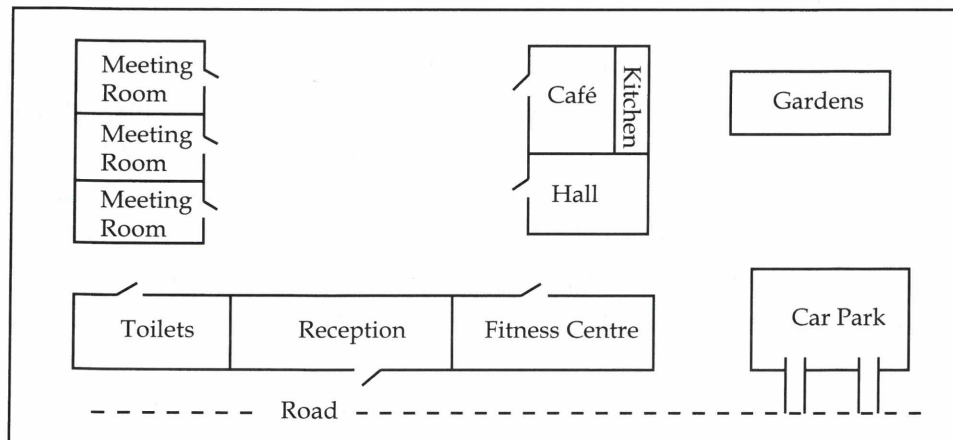 Meeting
Room
Meeting
Room
Meeting
Room
Café
Kitchen
Hall
Gardens
Toilets
Reception
Fitness Centre
Car Park
Road